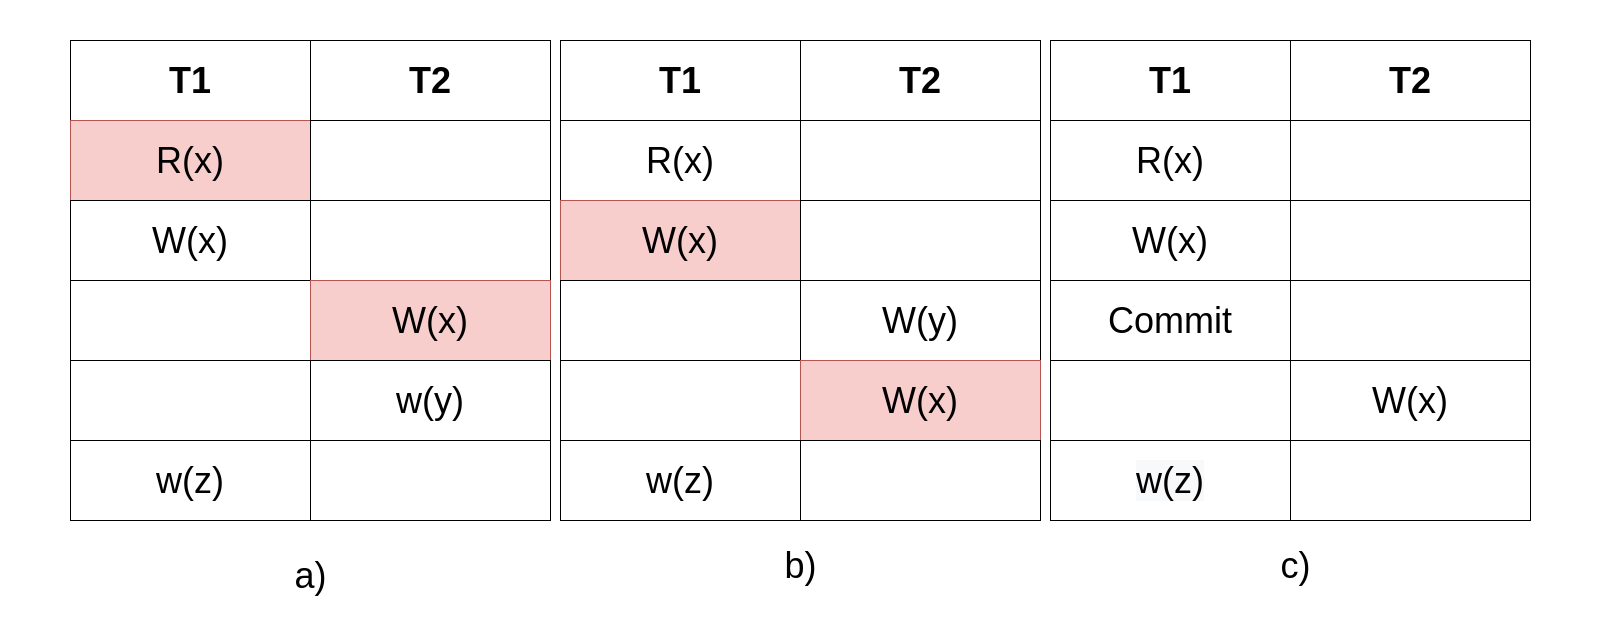 T1 T2 T1 T2 T1 T2
R(x) R(x) R(x)
W(x) W(x) W(x)
W(x) W(y) Commit
w(y) W(x) W(x)
w(z) w(z) w(z)
a) b) c)